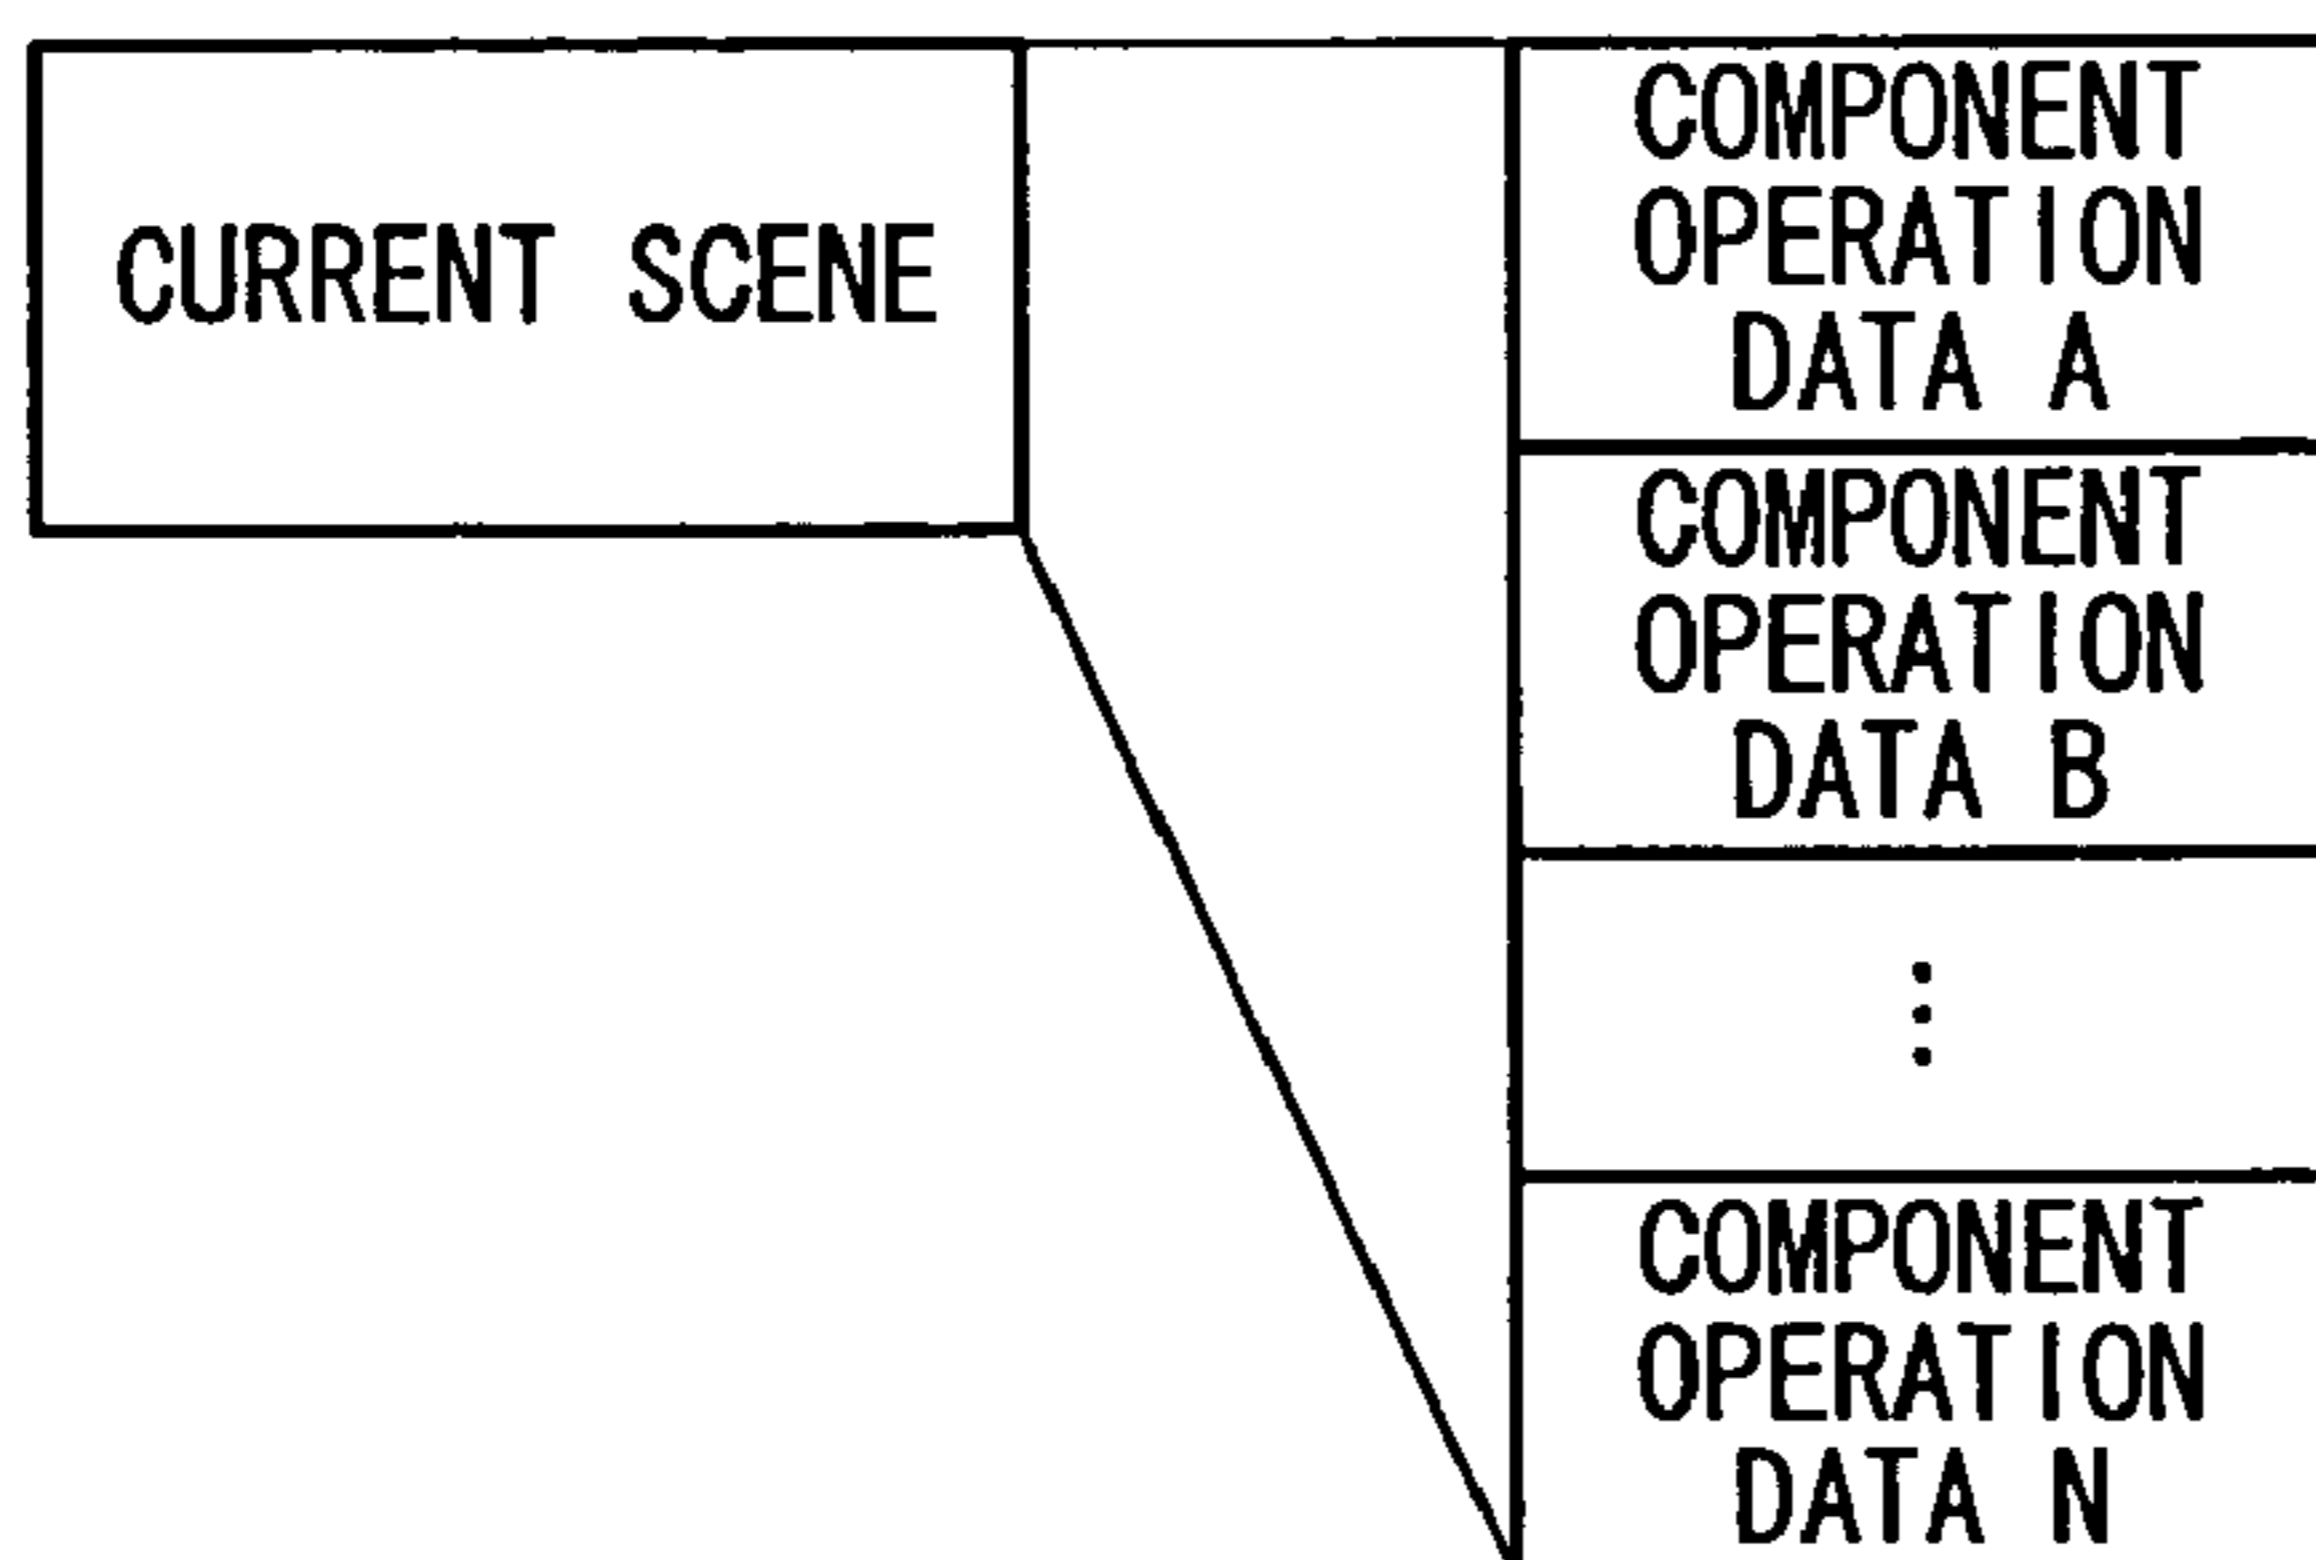 CURRENT SCENE
COMPONENT
OPERATION
DATA A
COMPONENT
OPERATION
DATA B
⋮
COMPONENT
OPERATION
DATA N